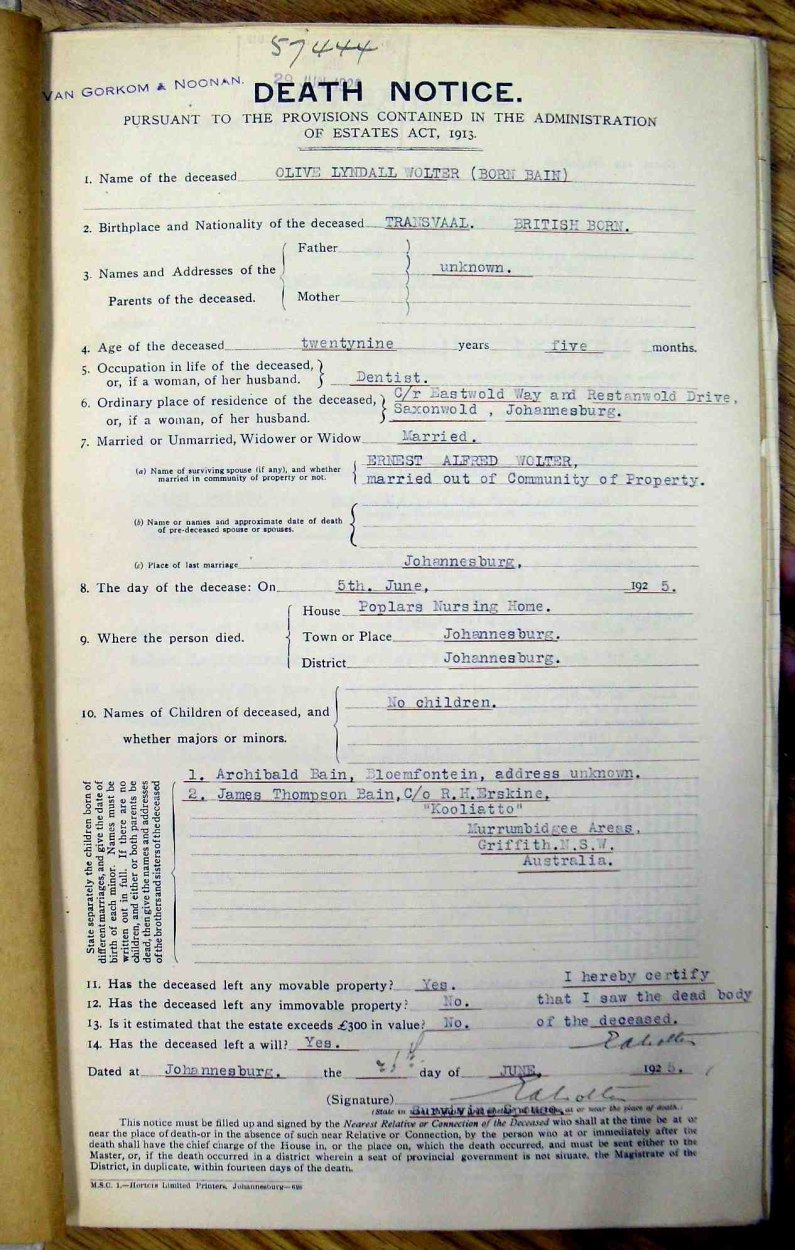 57444
VAN GORKOM & NOONAN.
DEATH NOTICE.
PURSUANT TO THE PROVISIONS CONTAINED IN THE ADMINISTRATION
OF ESTATES ACT, 1913.
1. Name of the deceased OLIVE LYNDALL WOLTER (BORN BAIN)
2. Birthplace and Nationality of the deceased TRANSVAAL. BRITISH BORN.
3. Names and Addresses of the Parents of the deceased.
Father
unknown.
Mother
4. Age of the deceased twentynine years five months.
5. Occupation in life of the deceased,
or, if a woman, of her husband. Dentist.
6. Ordinary place of residence of the deceased, C/r Eastwold Way and Restanwold Drive,
or, if a woman, of her husband. Saxonwold , Johannesburg.
7. Married or Unmarried, Widower or Widow Married.
(a) Name of surviving spouse (if any), and whether ERNEST ALFRED WOLTER,
married in community of property or not. married out of Community of Property.
(b) Name or names and approximate date of death
of pre-deceased spouse or spouses.
(c) Place of last marriage Johannesburg,
8. The day of the decease: On 5th. June, 192 5.
9. Where the person died.
House Poplars Nursing Home.
Town or Place Johannesburg.
District Johannesburg.
10. Names of Children of deceased, and
whether majors or minors.
No children.
State separately the children born of
different marriages, and give the date of
birth of each minor. Names must be
written out in full. If there are no
children, and either or both parents be
dead, then give the names and addresses
of the brothers and sisters of the deceased
1. Archibald Bain, Bloemfontein, address unknown.
2. James Thompson Bain, C/o R.H.Erskine,
"Kooliatto"
Murrumbidgee Areas,
Griffith.N.S.W.
Australia.
11. Has the deceased left any movable property? Yes.
12. Has the deceased left any immovable property? No.
13. Is it estimated that the estate exceeds £300 in value? No.
14. Has the deceased left a will? Yes.
I hereby certify
that I saw the dead body
of the deceased.
EAWolter
Dated at Johannesburg. the day of JUNE, 192 5.
(Signature) EAWolter
(State in at or near the place of death.)
Surviving Spouse.
This notice must be filled up and signed by the Nearest Relative or Connection of the Deceased who shall at the time be at or
near the place of death-or in the absence of such near Relative or Connection, by the person who at or immediately after the
death shall have the chief charge of the House in, or the place on, which the death occurred, and must be sent either to the
Master, or, if the death occurred in a district wherein a seat of provincial government is not situate, the Magistrate of the
District, in duplicate, within fourteen days of the death.
M.S.C. 1.—Hortors Limited Printers, Johannesburg—